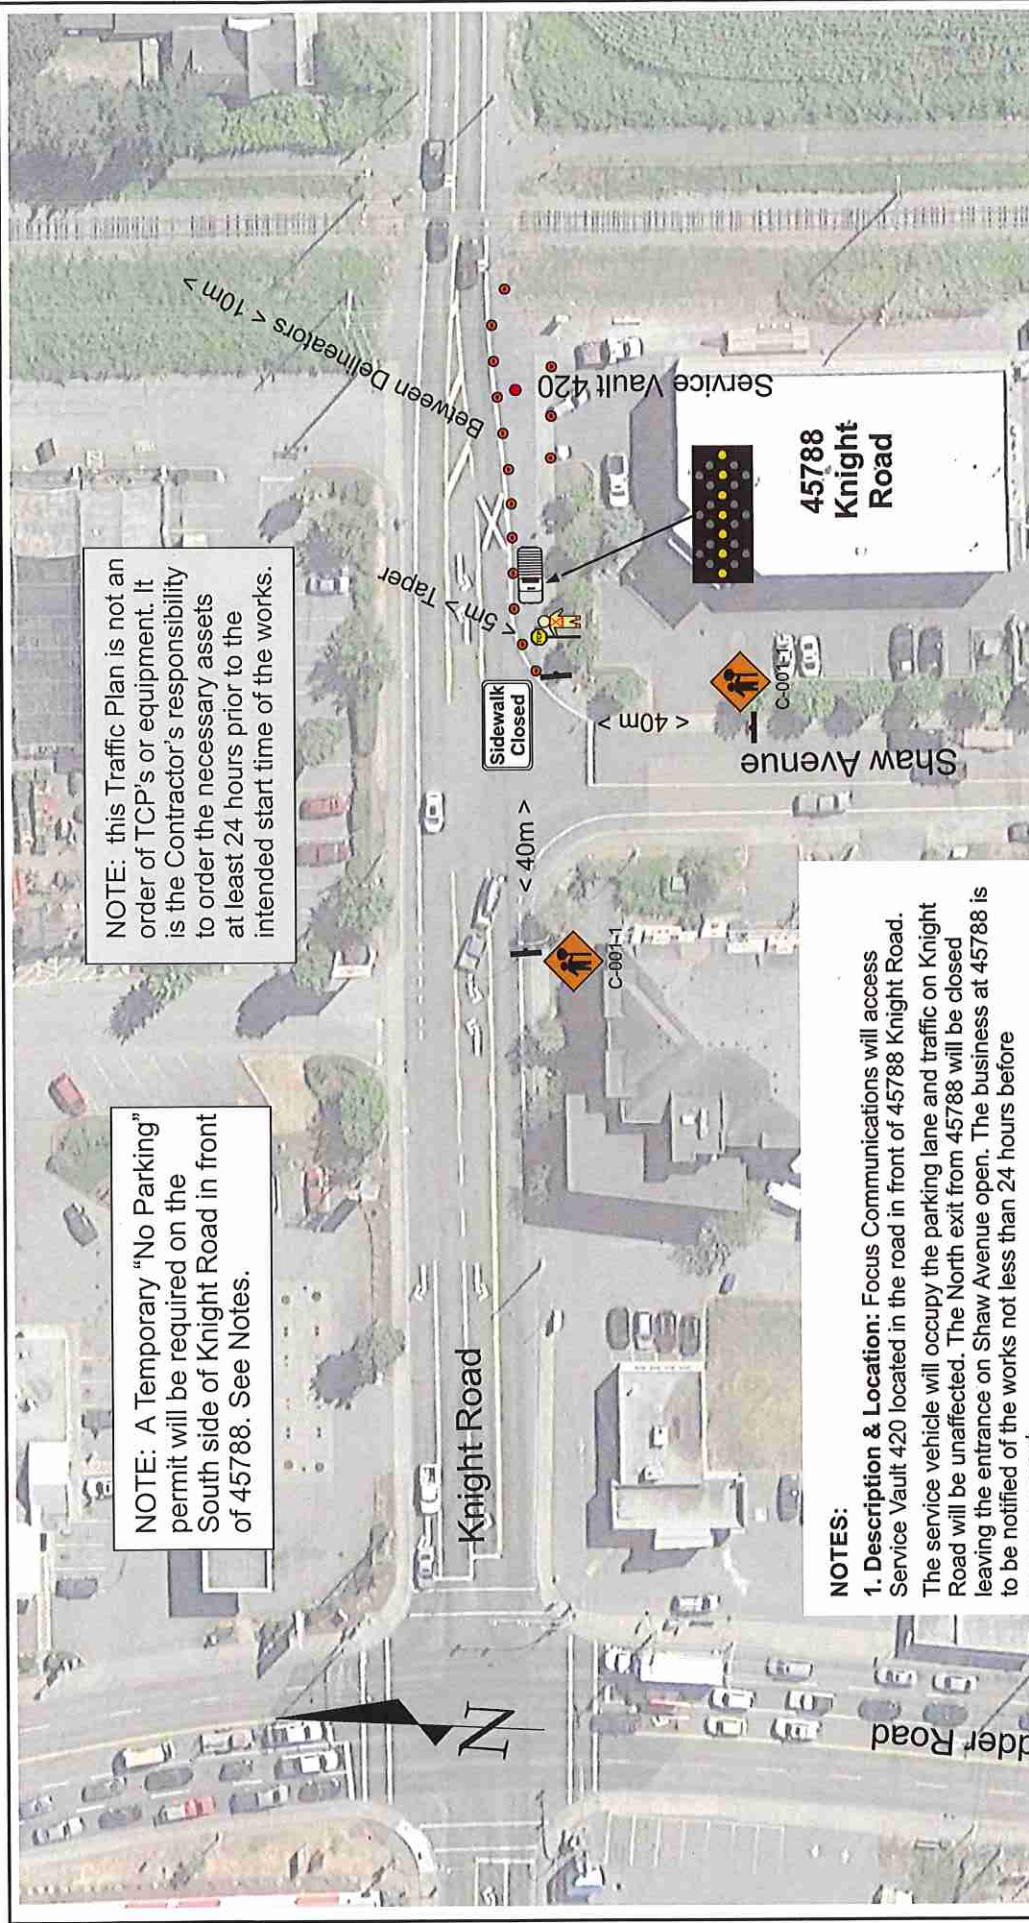 NOTE: this Traffic Plan is not an
order of TCP's or equipment. It
is the Contractor's responsibility
to order the necessary assets
at least 24 hours prior to the
intended start time of the works.
NOTE: A Temporary “No Parking”
permit will be required on the
South side of Knight Road in front
of 45788. See Notes.
Between Delineators < 10m >
< 5m > Taper
Service Vault 420
45788
Knight
Road
Sidewalk
Closed
STOP
< 40m >
C-001-1
Shaw Avenue
< 40m >
C-001-1
Knight Road
N
Road
NOTES:
1. Description & Location: Focus Communications will access
Service Vault 420 located in the road in front of 45788 Knight Road.
The service vehicle will occupy the parking lane and traffic on Knight
Road will be unaffected. The North exit from 45788 will be closed
leaving the entrance on Shaw Avenue open. The business at 45788 is
to be notified of the works not less than 24 hours before